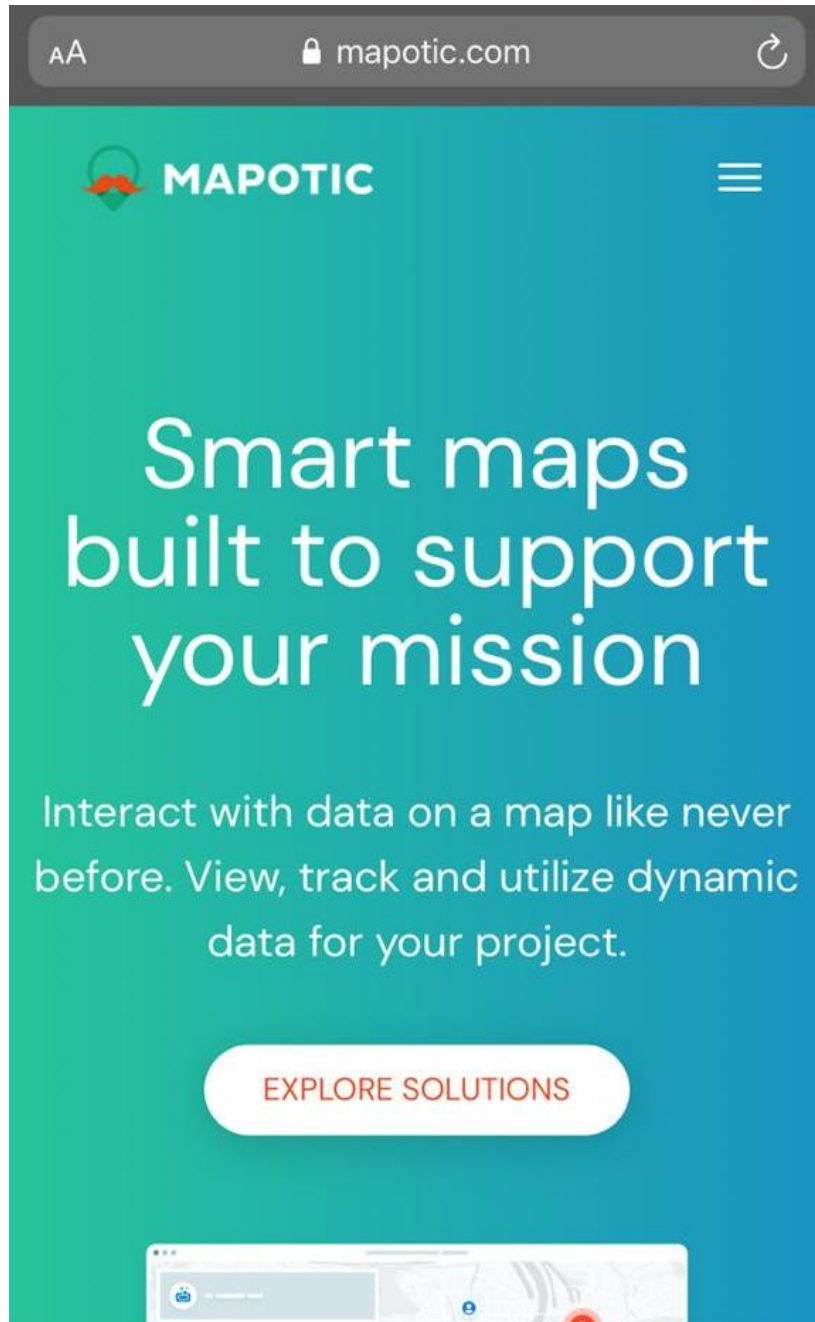 AA
mapotic.com
MAPOTIC
Smart maps
built to support
your mission
Interact with data on a map like never
before. View, track and utilize dynamic
data for your project.
EXPLORE SOLUTIONS